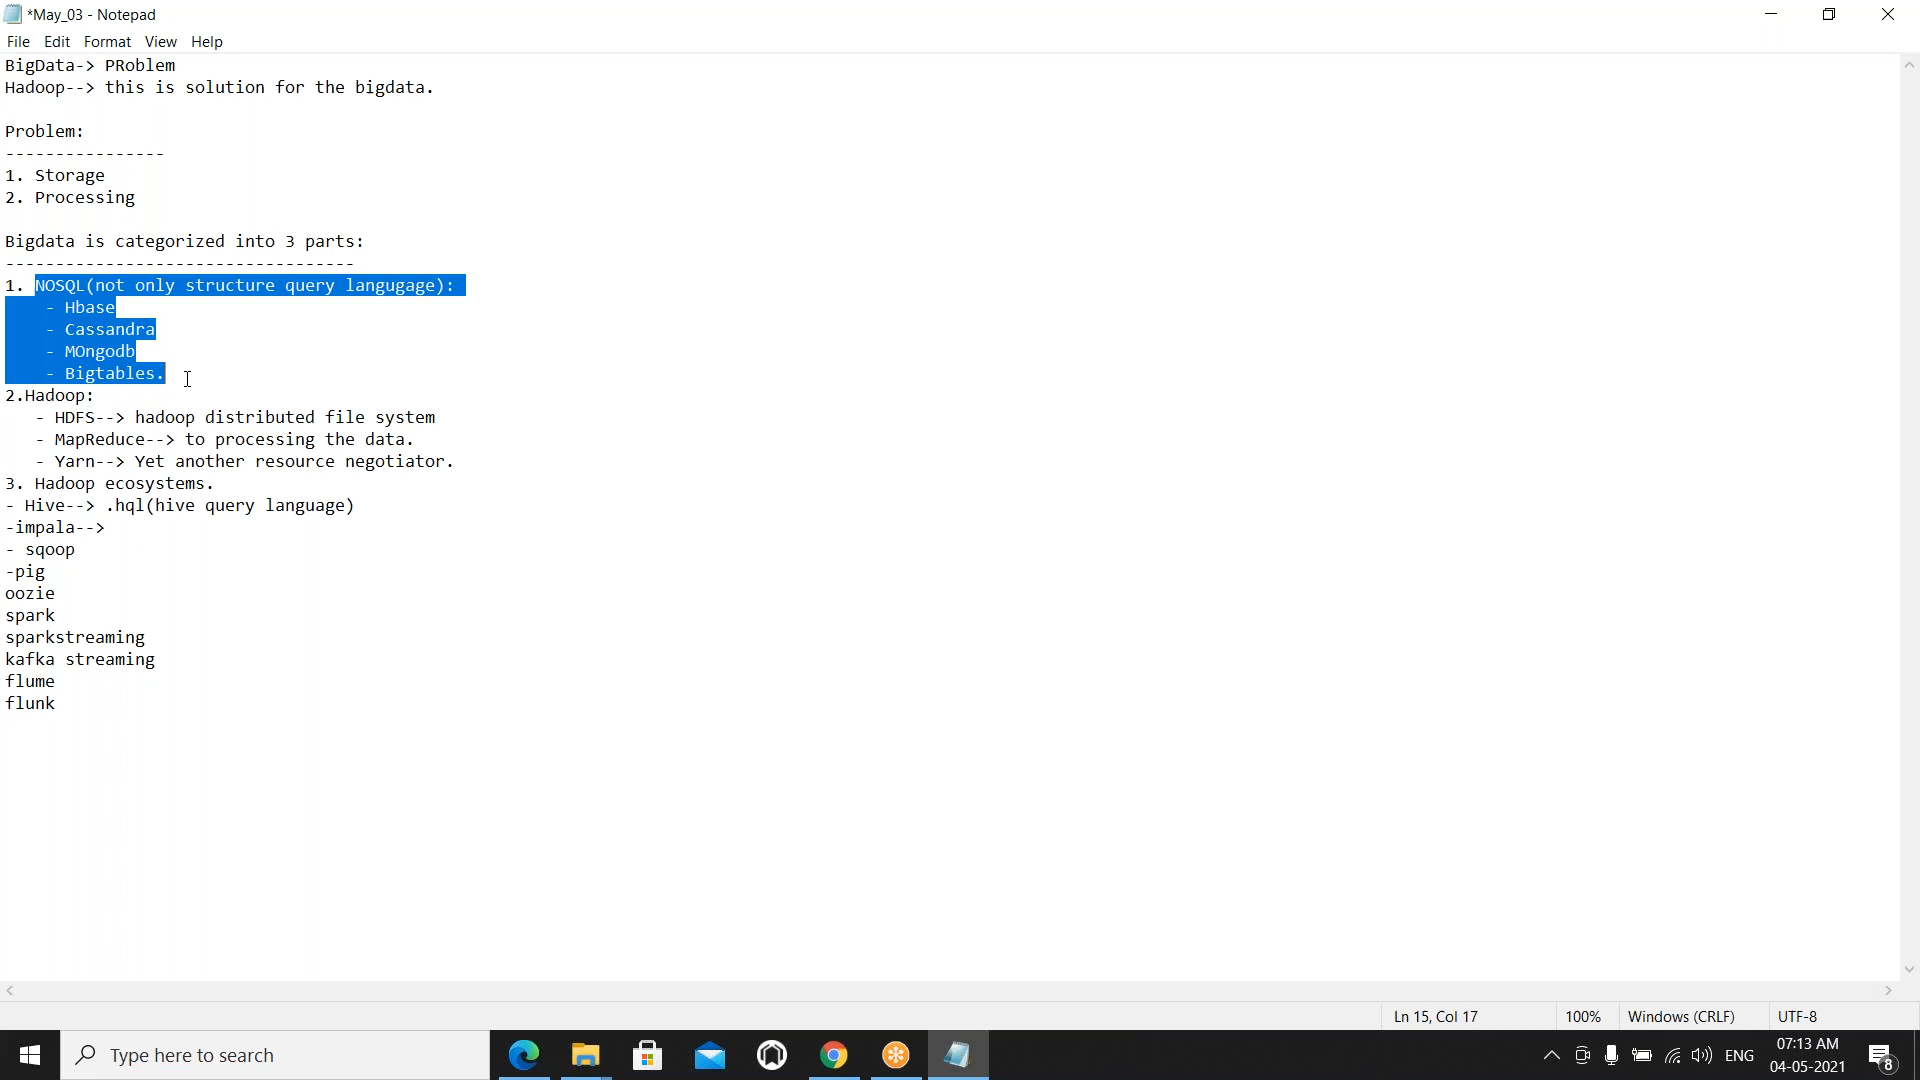 *May_03 - Notepad
File Edit Format View Help
BigData-> PRoblem
Hadoop--> this is solution for the bigdata.
Problem:
----------------
1. Storage
2. Processing
Bigdata is categorized into 3 parts:
-----------------------------------
1. NOSQL(not only structure query langugage):
- Hbase
- Cassandra
- MOngodb
- Bigtables.
2.Hadoop:
- HDFS--> hadoop distributed file system
- MapReduce--> to processing the data.
- Yarn--> Yet another resource negotiator.
3. Hadoop ecosystems.
- Hive--> .hql(hive query language)
-impala-->
- sqoop
-pig
oozie
spark
sparkstreaming
kafka streaming
flume
flunk
Ln 15, Col 17 100% Windows (CRLF) UTF-8
Type here to search
ENG
07:13 AM
04-05-2021
8